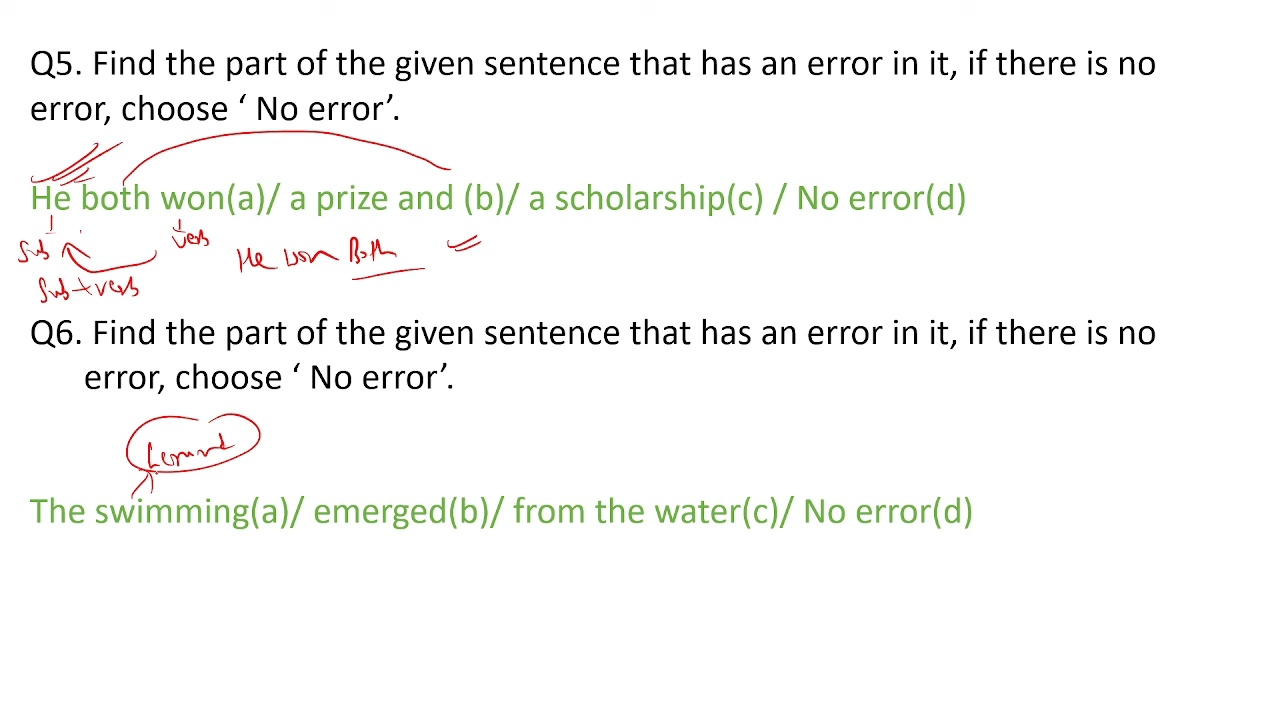 Q5. Find the part of the given sentence that has an error in it, if there is no
error, choose ‘ No error’.
He both won(a)/ a prize and (b)/ a scholarship(c) / No error(d)
Sub
verb
He won Both
Sub + verb
Q6. Find the part of the given sentence that has an error in it, if there is no
error, choose ‘ No error’.
The swimming(a)/ emerged(b)/ from the water(c)/ No error(d)